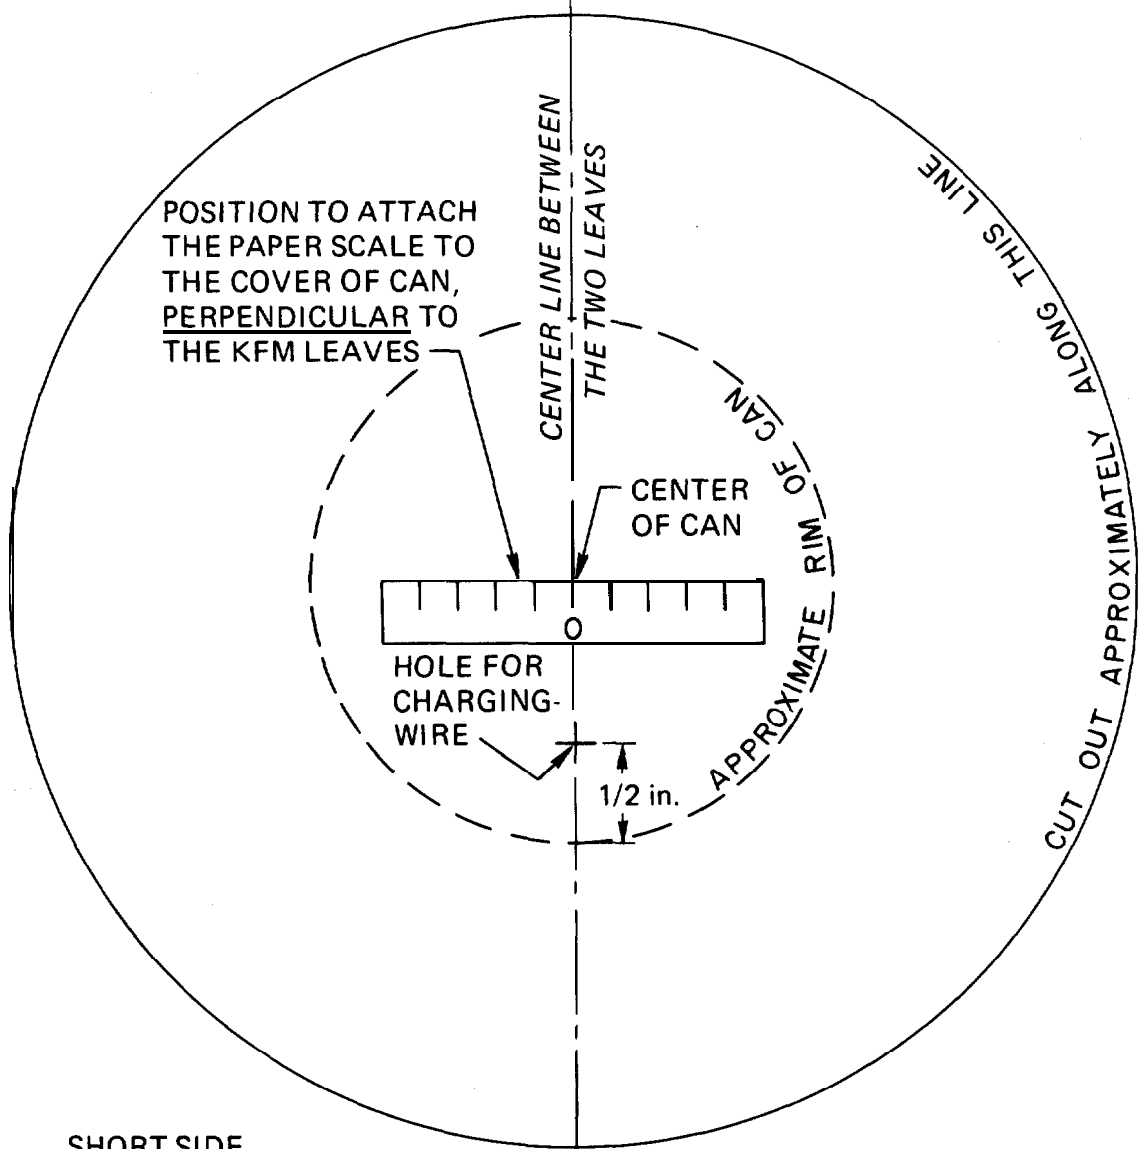 CENTER LINE BETWEEN
THE TWO LEAVES
POSITION TO ATTACH
THE PAPER SCALE TO
THE COVER OF CAN,
PERPENDICULAR TO
THE KFM LEAVES
CUT OUT APPROXIMATELY ALONG THIS LINE
APPROXIMATE RIM OF CAN
CENTER
OF CAN
0
HOLE FOR
CHARGING-
WIRE
1/2 in.
SHORT SIDE